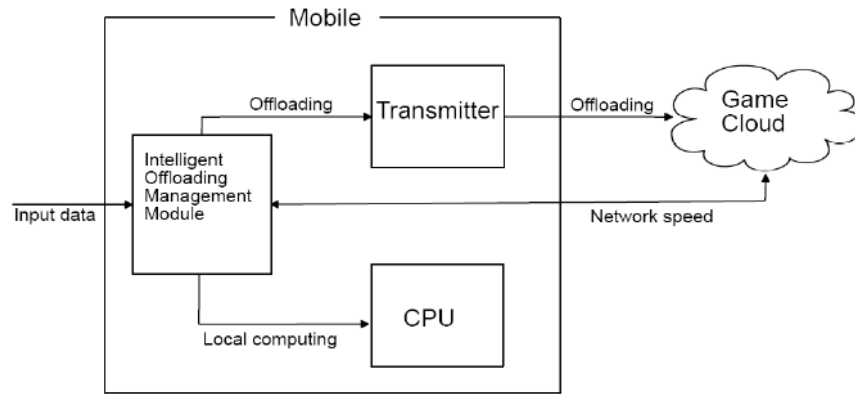 Mobile
Offloading
Transmitter
Offloading
Game
Cloud
Intelligent
Offloading
Management
Module
Input data
Network speed
CPU
Local computing